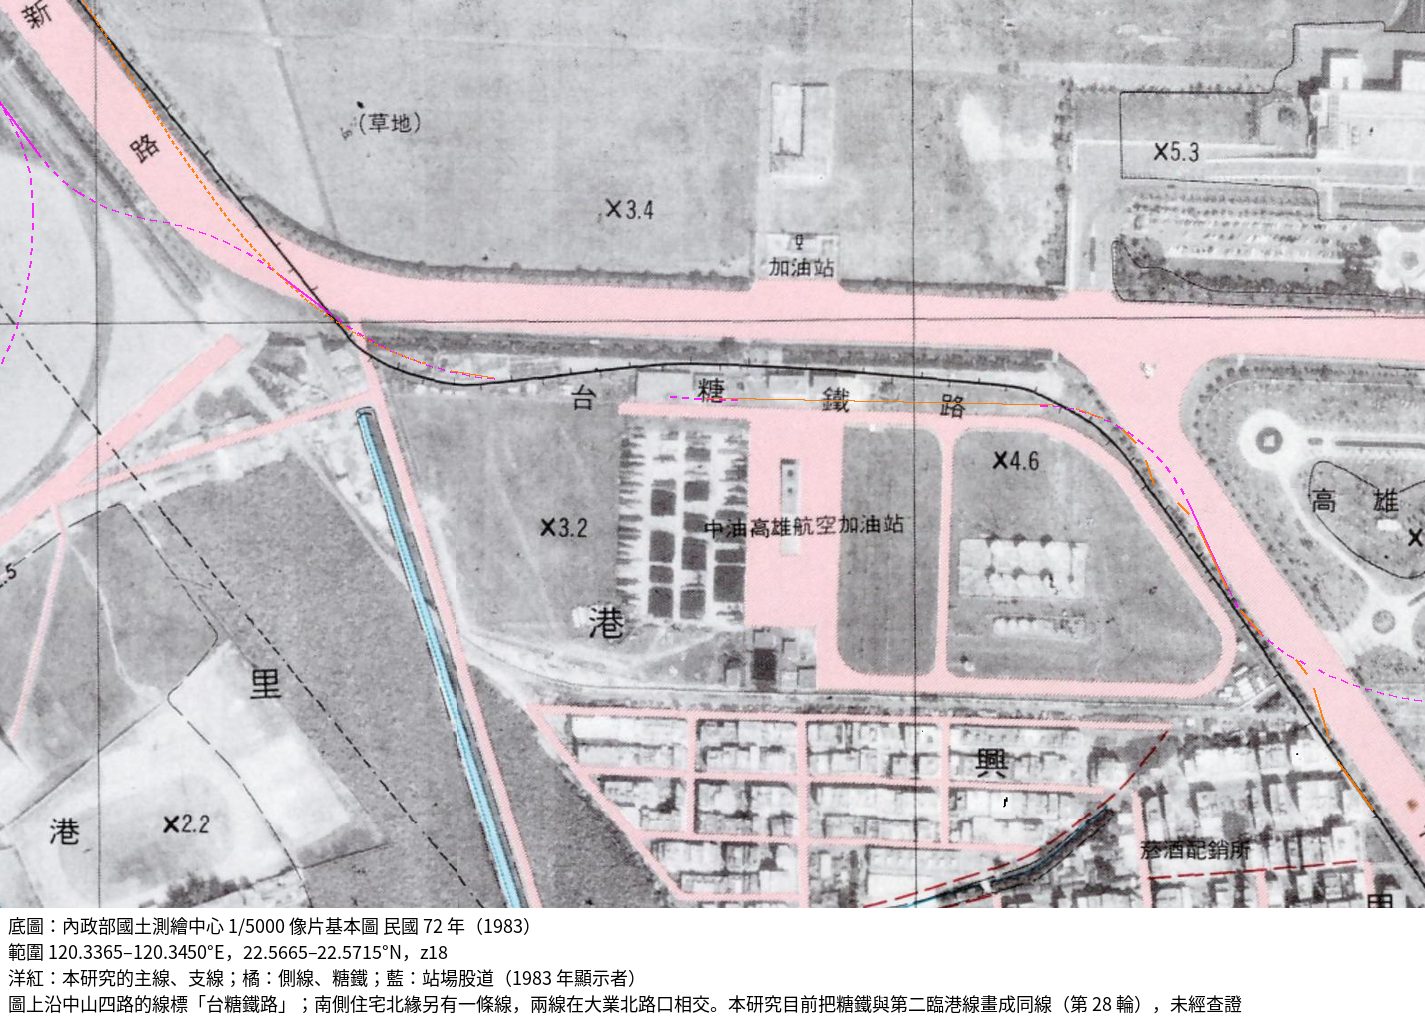 新
路
(草地)
X3.4
X5.3
加油站
台 糖 鐵 路
X4.6
高 雄
X3.2
中油高雄航空加油站
.5
港
里
興
港
X2.2
菸酒配銷所
里
底圖：內政部國土測繪中心 1/5000 像片基本圖 民國 72 年（1983）
範圍 120.3365–120.3450°E，22.5665–22.5715°N，z18
洋紅：本研究的主線、支線；橘：側線、糖鐵；藍：站場股道（1983 年顯示者）
圖上沿中山四路的線標「台糖鐵路」；南側住宅北緣另有一條線，兩線在大業北路口相交。本研究目前把糖鐵與第二臨港線畫成同線（第 28 輪），未經查證